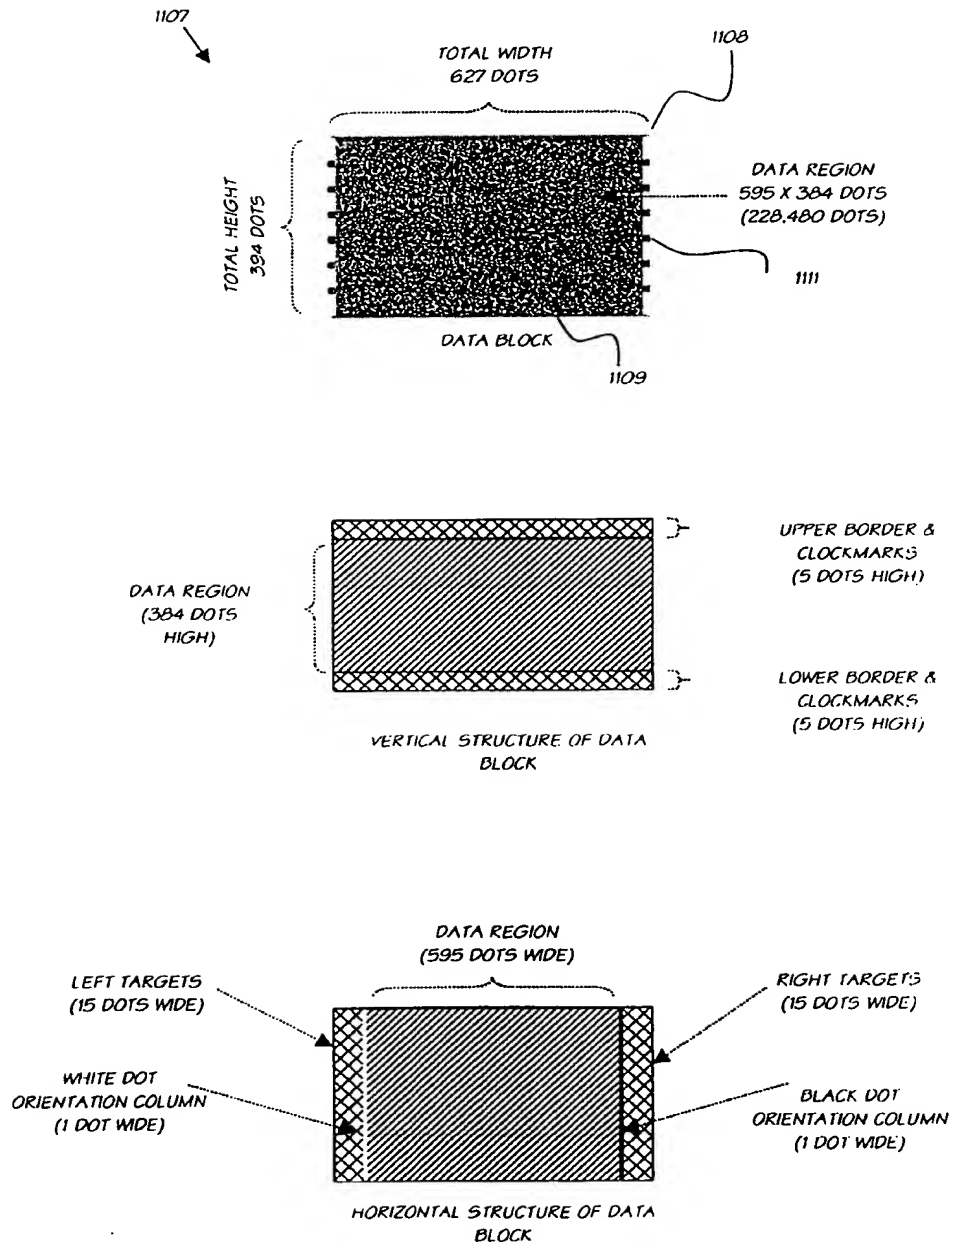 1107
TOTAL WIDTH
627 DOTS
1108
TOTAL HEIGHT
394 DOTS
DATA REGION
595 X 384 DOTS
(228,480 DOTS)
1111
DATA BLOCK
1109
UPPER BORDER &
CLOCKMARKS
(5 DOTS HIGH)
DATA REGION
(384 DOTS
HIGH)
LOWER BORDER &
CLOCKMARKS
(5 DOTS HIGH)
VERTICAL STRUCTURE OF DATA
BLOCK
DATA REGION
(595 DOTS WIDE)
LEFT TARGETS
(15 DOTS WIDE)
RIGHT TARGETS
(15 DOTS WIDE)
WHITE DOT
ORIENTATION COLUMN
(1 DOT WIDE)
BLACK DOT
ORIENTATION COLUMN
(1 DOT WIDE)
HORIZONTAL STRUCTURE OF DATA
BLOCK